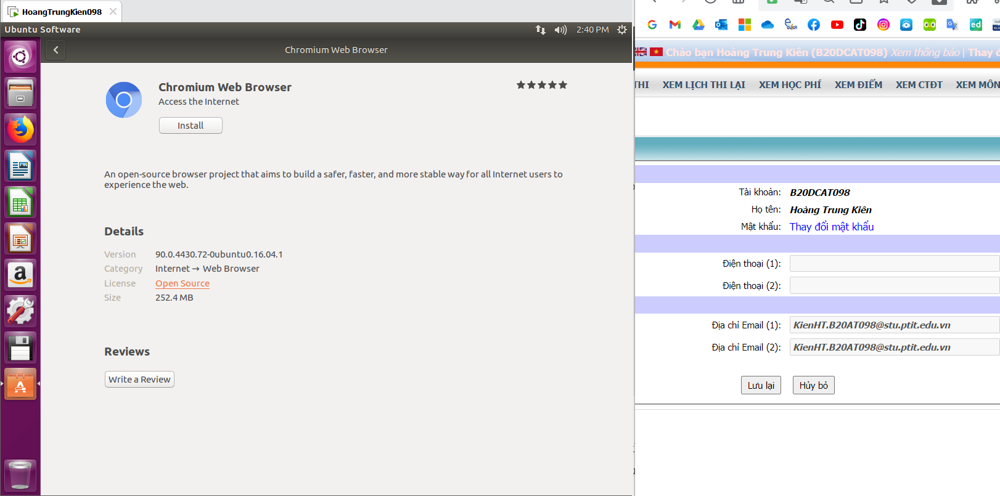 HoangTrungKien098
Ubuntu Software
2:40 PM
Chromium Web Browser
Chromium Web Browser
Access the Internet
Install
An open-source browser project that aims to build a safer, faster, and more stable way for all Internet users to
experience the web.
Details
Version 90.0.4430.72-0ubuntu0.16.04.1
Category Internet → Web Browser
License Open Source
Size 252.4 MB
Reviews
Write a Review
Chào bạn Hoàng Trung Kiên (B20DCAT098) Xem thông báo | Thay
THI XEM LỊCH THI LẠI XEM HỌC PHÍ XEM ĐIỂM XEM CTĐT XEM MÔN
Tài khoản: B20DCAT098
Họ tên: Hoàng Trung Kiên
Mật khẩu: Thay đổi mật khẩu
Điện thoại (1):
Điện thoại (2):
Địa chỉ Email (1): KienHT.B20AT098@stu.ptit.edu.vn
Địa chỉ Email (2): KienHT.B20AT098@stu.ptit.edu.vn
Lưu lại Hủy bỏ